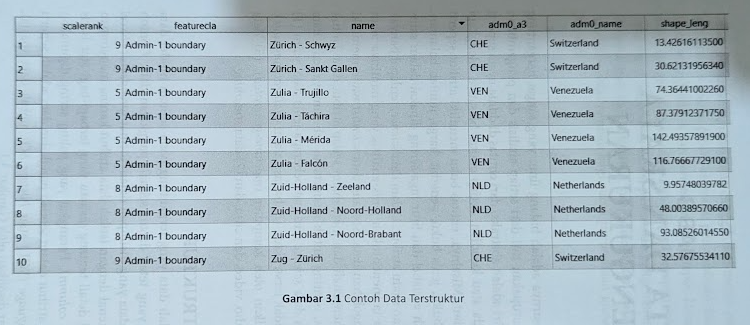 scalerank featurecla name adm0_a3 adm0_name shape_leng
1 9 Admin-1 boundary Zürich - Schwyz CHE Switzerland 13.42616113500
2 9 Admin-1 boundary Zürich - Sankt Gallen CHE Switzerland 30.62131956340
3 5 Admin-1 boundary Zulia - Trujillo VEN Venezuela 74.36441002260
4 5 Admin-1 boundary Zulia - Táchira VEN Venezuela 87.37912371750
5 5 Admin-1 boundary Zulia - Mérida VEN Venezuela 142.49357891900
6 5 Admin-1 boundary Zulia - Falcón VEN Venezuela 116.76667729100
7 8 Admin-1 boundary Zuid-Holland - Zeeland NLD Netherlands 9.95748039782
8 8 Admin-1 boundary Zuid-Holland - Noord-Holland NLD Netherlands 48.00389570660
9 8 Admin-1 boundary Zuid-Holland - Noord-Brabant NLD Netherlands 93.08526014550
10 9 Admin-1 boundary Zug - Zürich CHE Switzerland 32.57675534110
Gambar 3.1 Contoh Data Terstruktur